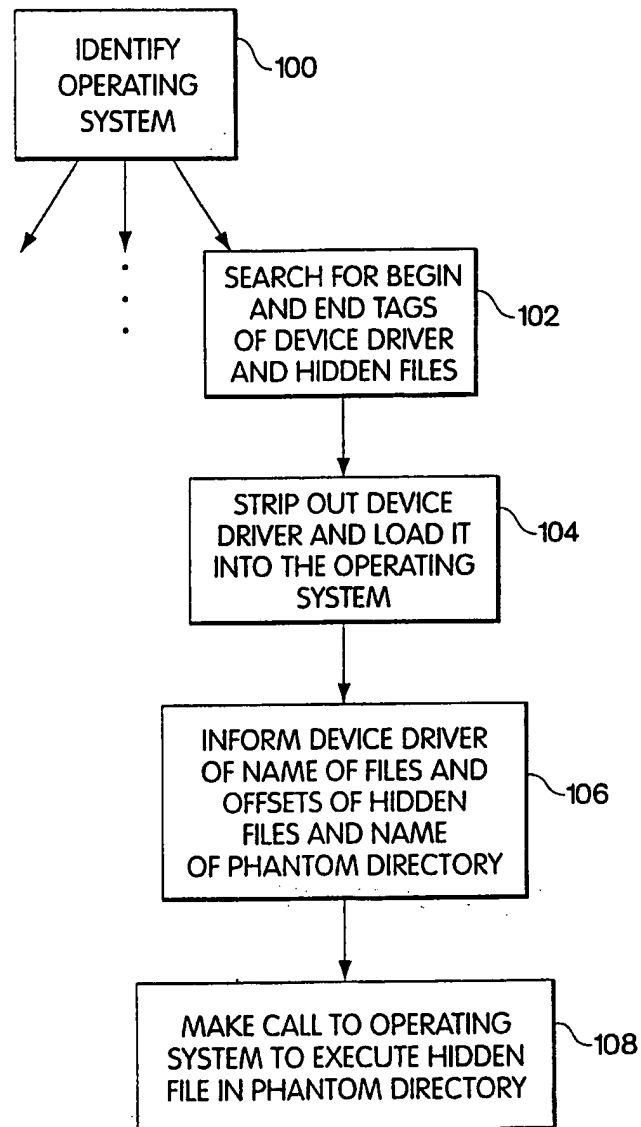 IDENTIFY
OPERATING
SYSTEM
100
SEARCH FOR BEGIN
AND END TAGS
OF DEVICE DRIVER
AND HIDDEN FILES
102
STRIP OUT DEVICE
DRIVER AND LOAD IT
INTO THE OPERATING
SYSTEM
104
INFORM DEVICE DRIVER
OF NAME OF FILES AND
OFFSETS OF HIDDEN
FILES AND NAME
OF PHANTOM DIRECTORY
106
MAKE CALL TO OPERATING
SYSTEM TO EXECUTE HIDDEN
FILE IN PHANTOM DIRECTORY
108